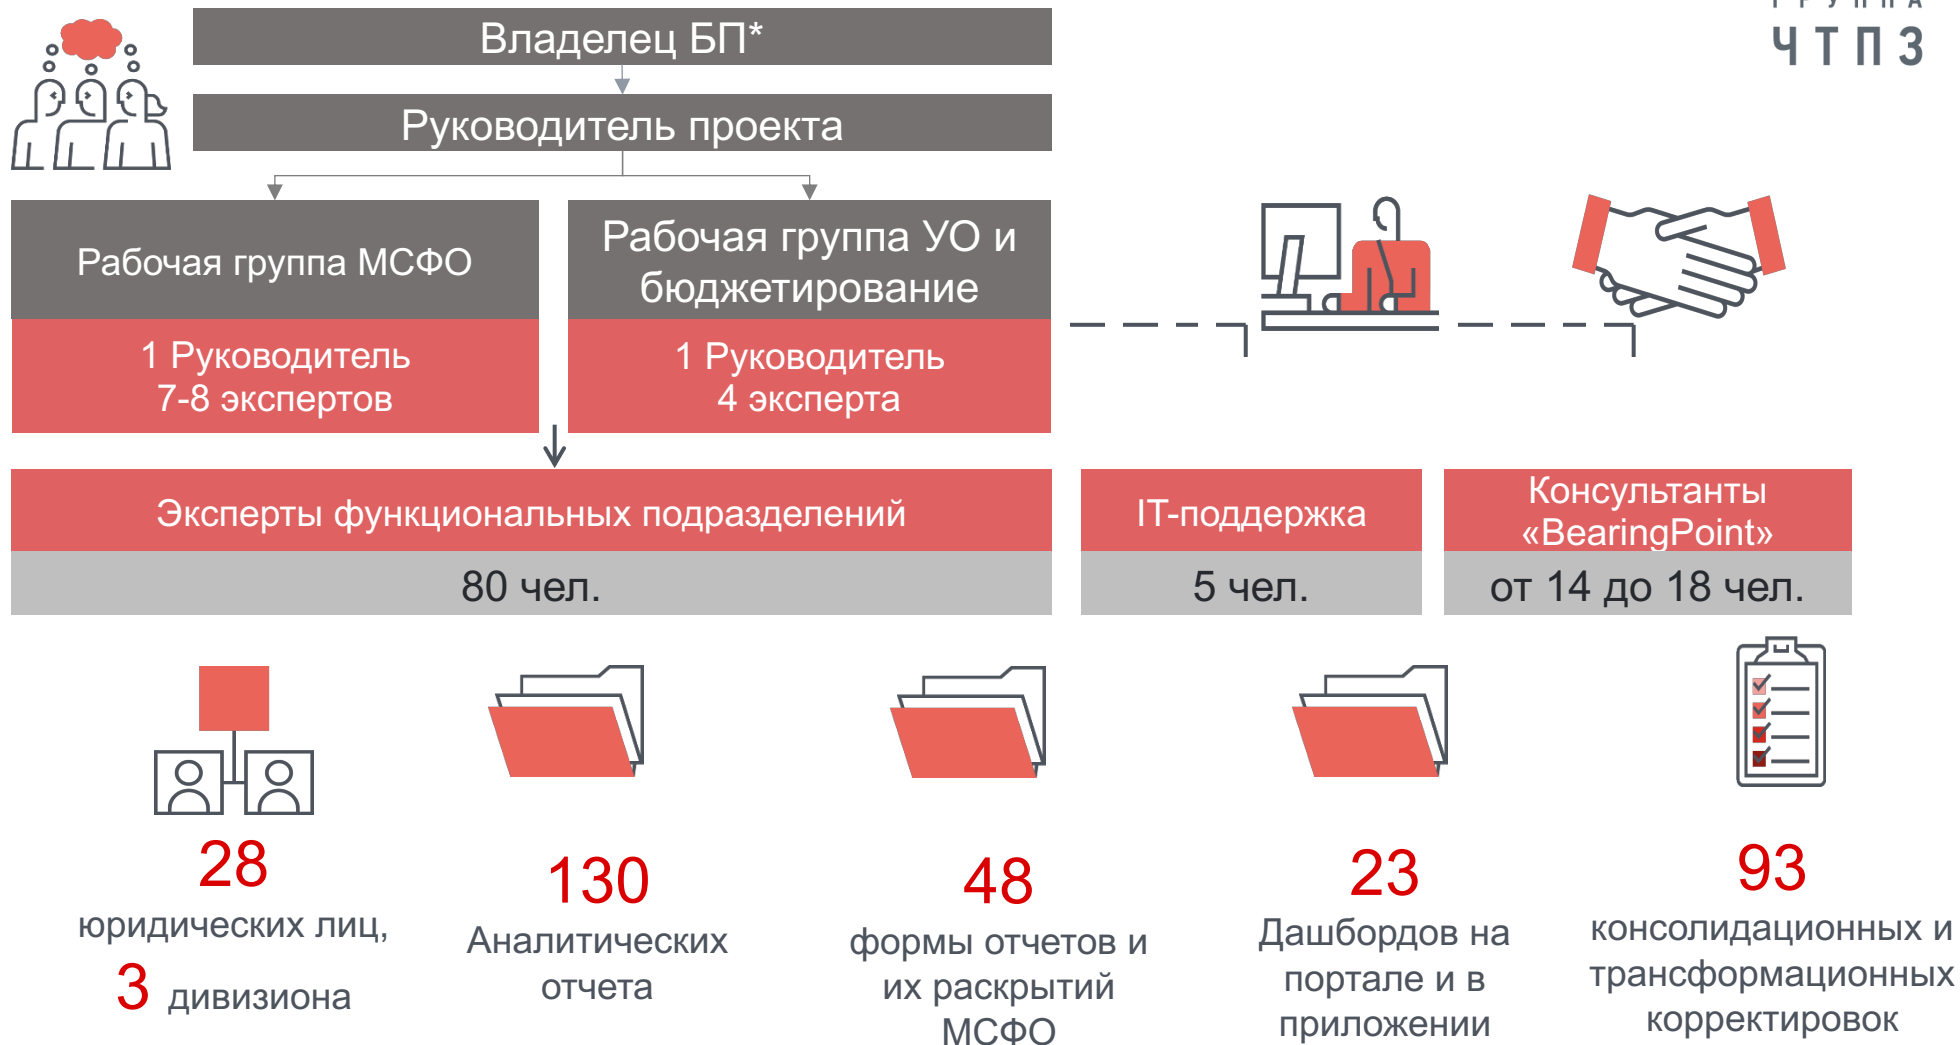 ГРУППА
ЧТПЗ
Владелец БП*
Руководитель проекта
Рабочая группа МСФО
Рабочая группа УО и
бюджетирование
1 Руководитель
7-8 экспертов
1 Руководитель
4 эксперта
Эксперты функциональных подразделений
IT-поддержка
Консультанты
«BearingPoint»
80 чел.
5 чел.
от 14 до 18 чел.
28
юридических лиц,
3 дивизиона
130
Аналитических
отчета
48
формы отчетов и
их раскрытий
МСФО
23
Дашбордов на
портале и в
приложении
93
консолидационных и
трансформационных
корректировок